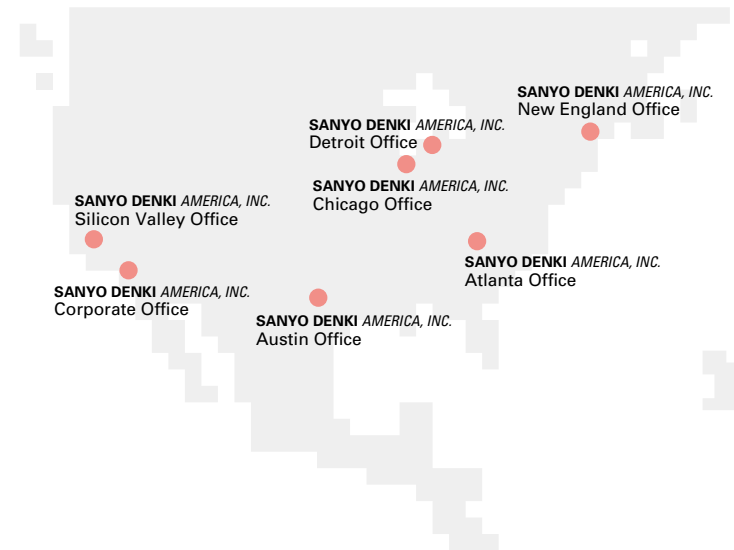 SANYO DENKI AMERICA, INC.
New England Office
SANYO DENKI AMERICA, INC.
Detroit Office
SANYO DENKI AMERICA, INC.
Chicago Office
SANYO DENKI AMERICA, INC.
Silicon Valley Office
SANYO DENKI AMERICA, INC.
Atlanta Office
SANYO DENKI AMERICA, INC.
Corporate Office
SANYO DENKI AMERICA, INC.
Austin Office